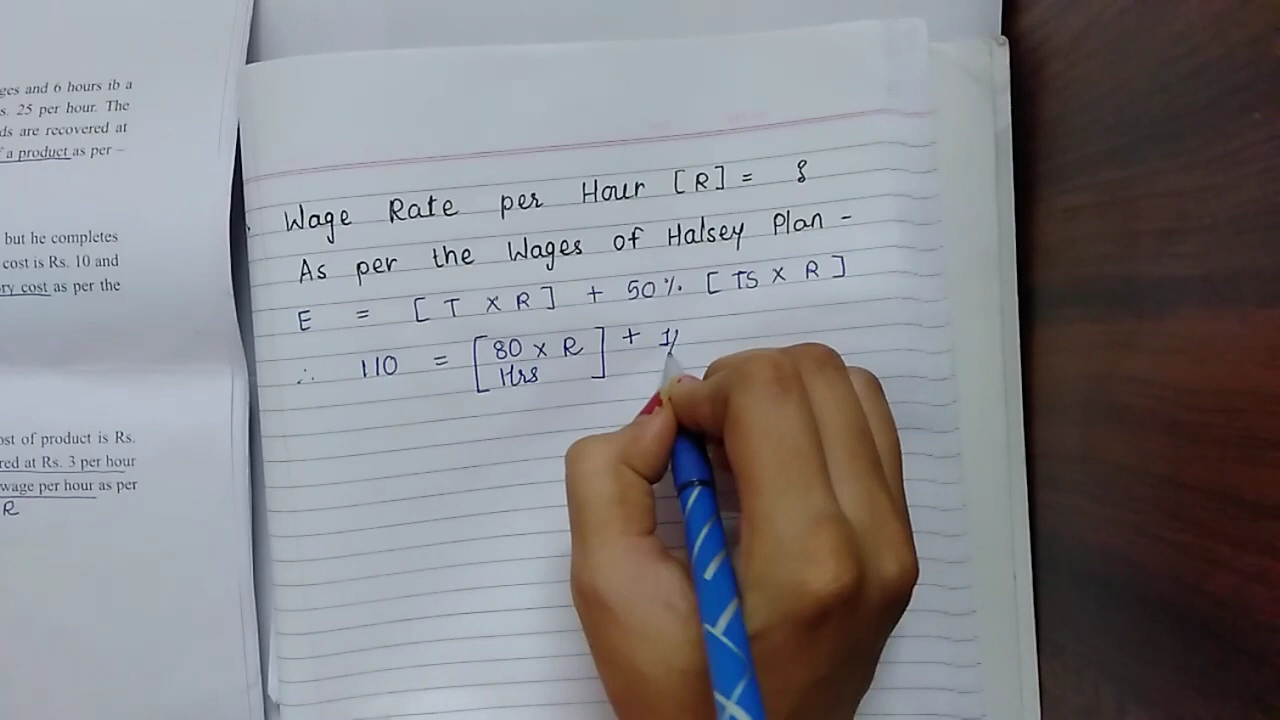 ges and 6 hours ib a
s. 25 per hour. The
ds are recovered at
a product as per –
but he completes
cost is Rs. 10 and
ry cost as per the
ost of product is Rs.
red at Rs. 3 per hour
wage per hour as per
R
Wage Rate per Hour [R] = ?
As per the Wages of Halsey Plan -
E = [ T X R ] + 50% [ TS X R ]
∴ 110 = [ 80 x R ] + 1/
Hrs